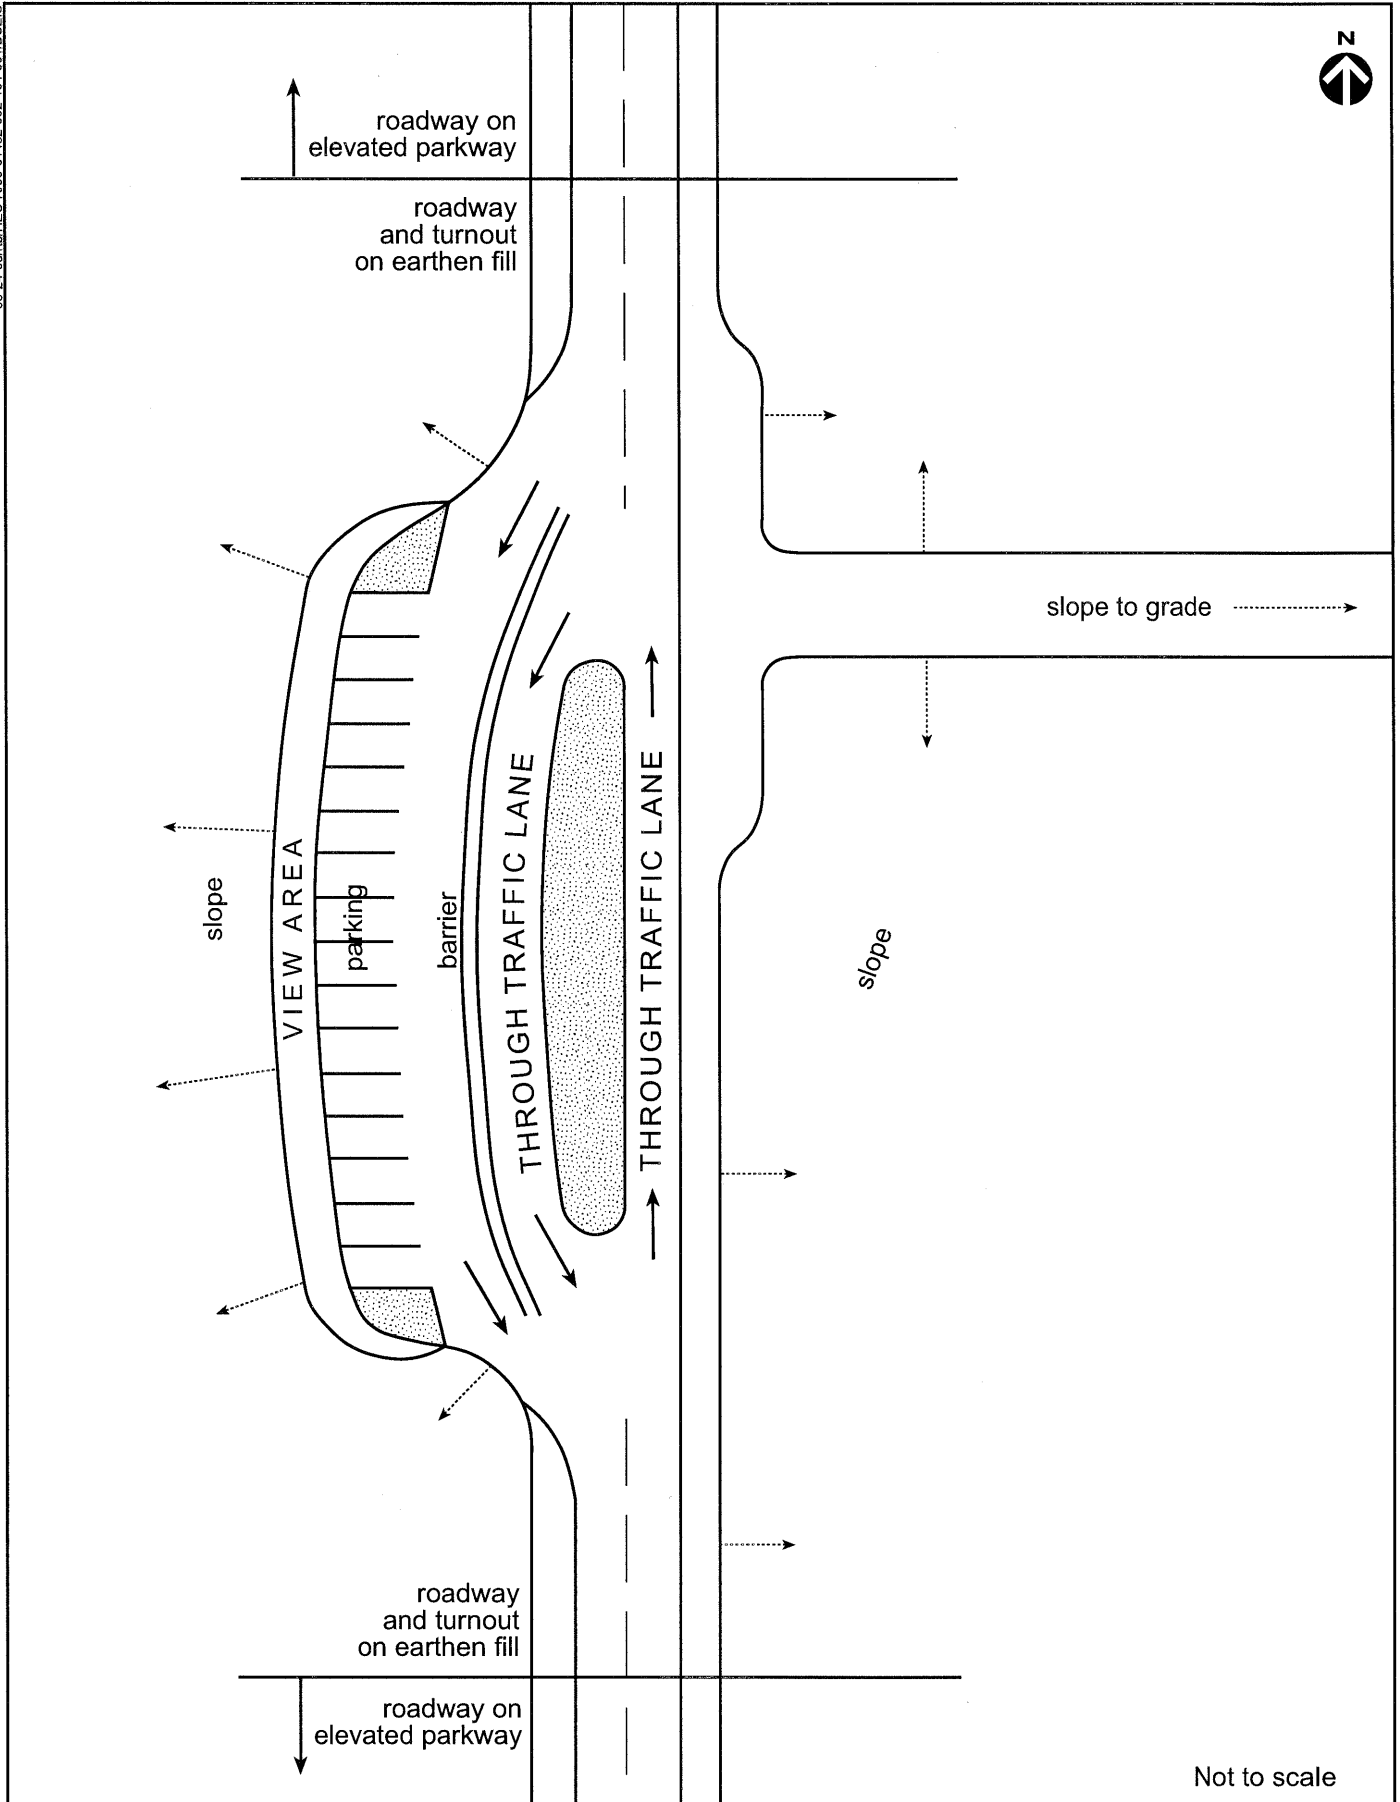 N
roadway on
elevated parkway
roadway
and turnout
on earthen fill
slope to grade
slope
VIEW AREA
parking
barrier
THROUGH TRAFFIC LANE
THROUGH TRAFFIC LANE
slope
roadway
and turnout
on earthen fill
roadway on
elevated parkway
Not to scale